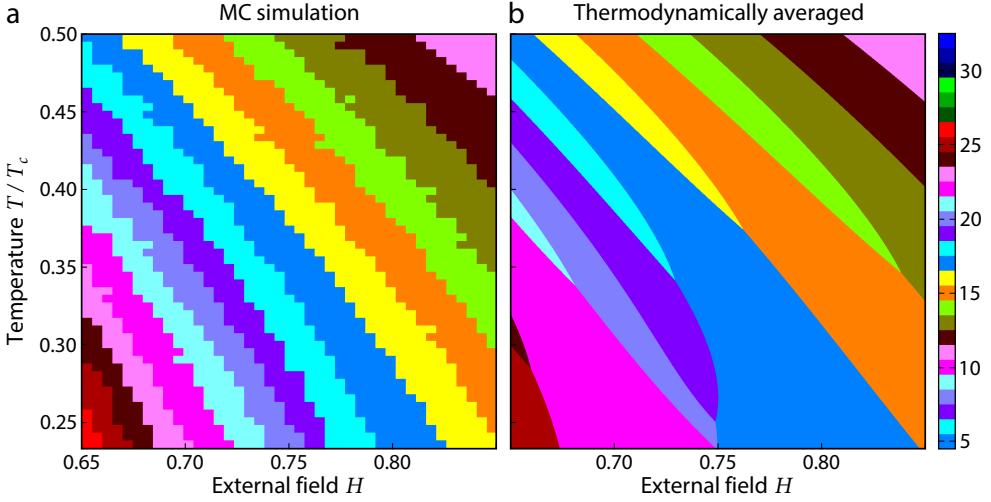 a MC simulation
b Thermodynamically averaged
0.50
0.45
0.40
0.35
0.30
0.25
Temperature T / T_c
0.65 0.70 0.75 0.80
External field H
0.70 0.75 0.80
External field H
30
25
20
15
10
5